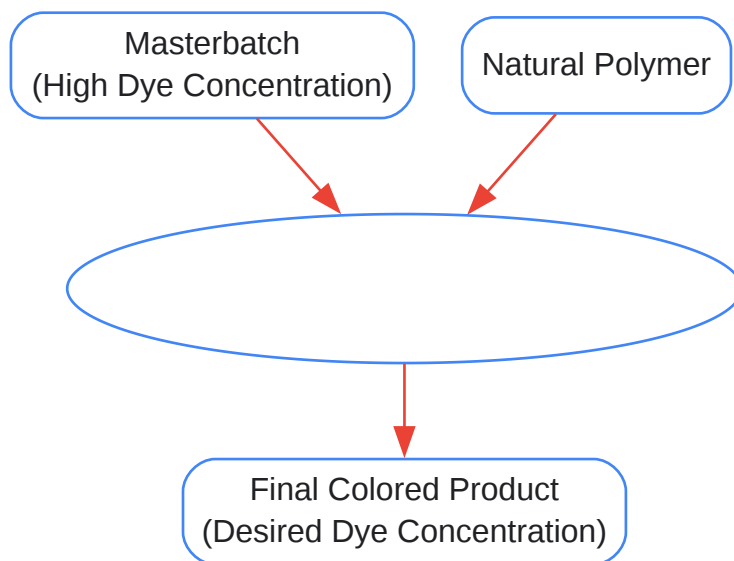 Masterbatch
(High Dye Concentration)
Natural Polymer
Final Colored Product
(Desired Dye Concentration)